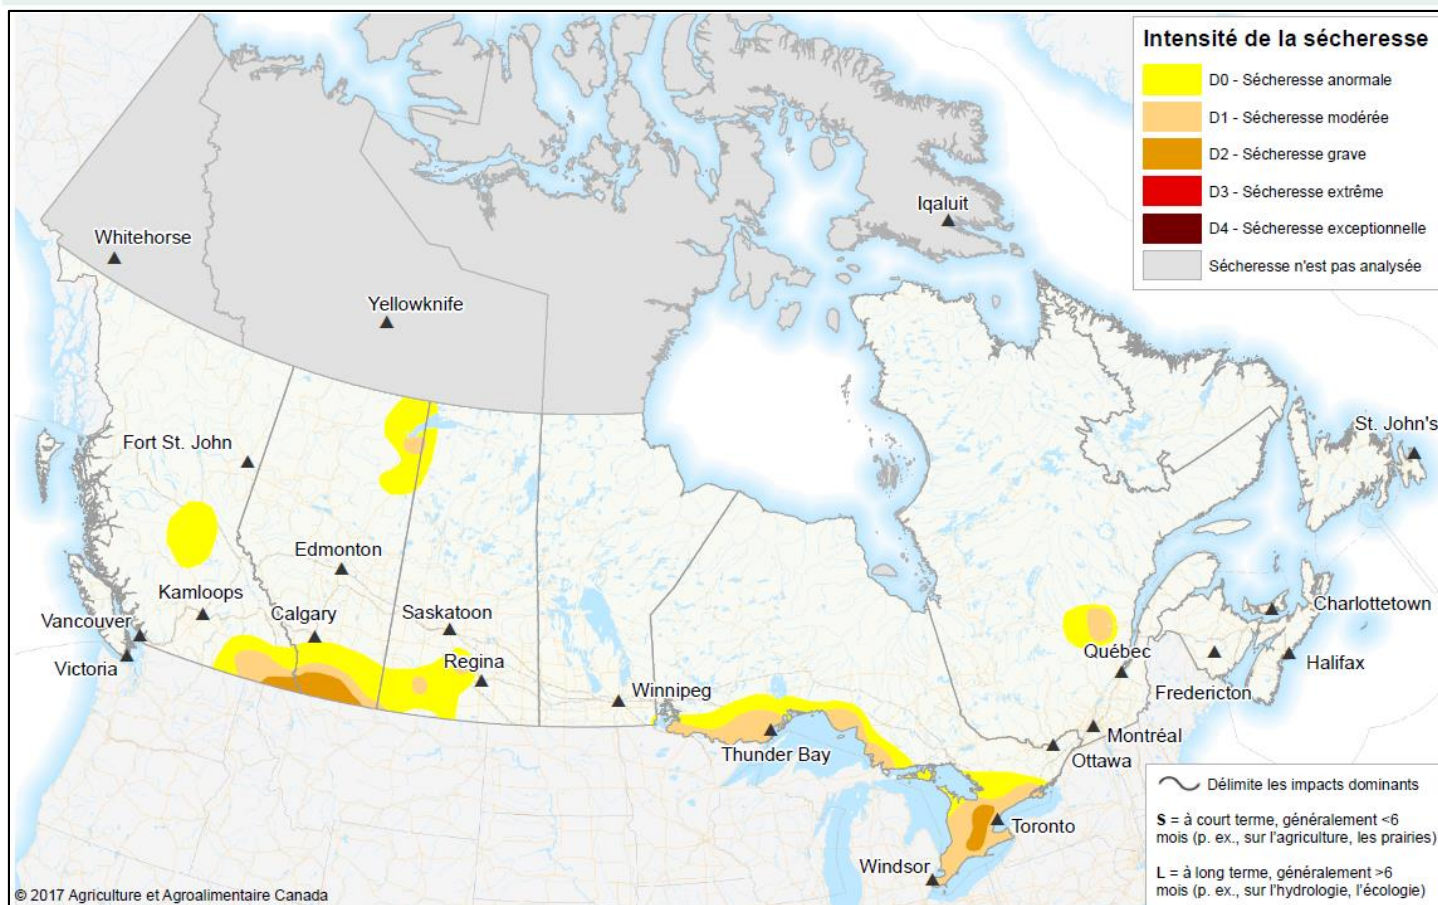 Intensité de la sécheresse
D0 - Sécheresse anormale
D1 - Sécheresse modérée
D2 - Sécheresse grave
D3 - Sécheresse extrême
D4 - Sécheresse exceptionnelle
Sécheresse n'est pas analysée
Iqaluit
Whitehorse
Yellowknife
St. John's
Fort St. John
Edmonton
Kamloops
Calgary
Saskatoon
Vancouver
Charlottetown
Québec
Victoria
Regina
Halifax
Winnipeg
Fredericton
Montréal
Thunder Bay
Ottawa
Toronto
Windsor
Délimite les impacts dominants
S = à court terme, généralement <6
mois (p. ex., sur l'agriculture, les prairies)
L = à long terme, généralement >6
mois (p. ex., sur l'hydrologie, l'écologie)
© 2017 Agriculture et Agroalimentaire Canada